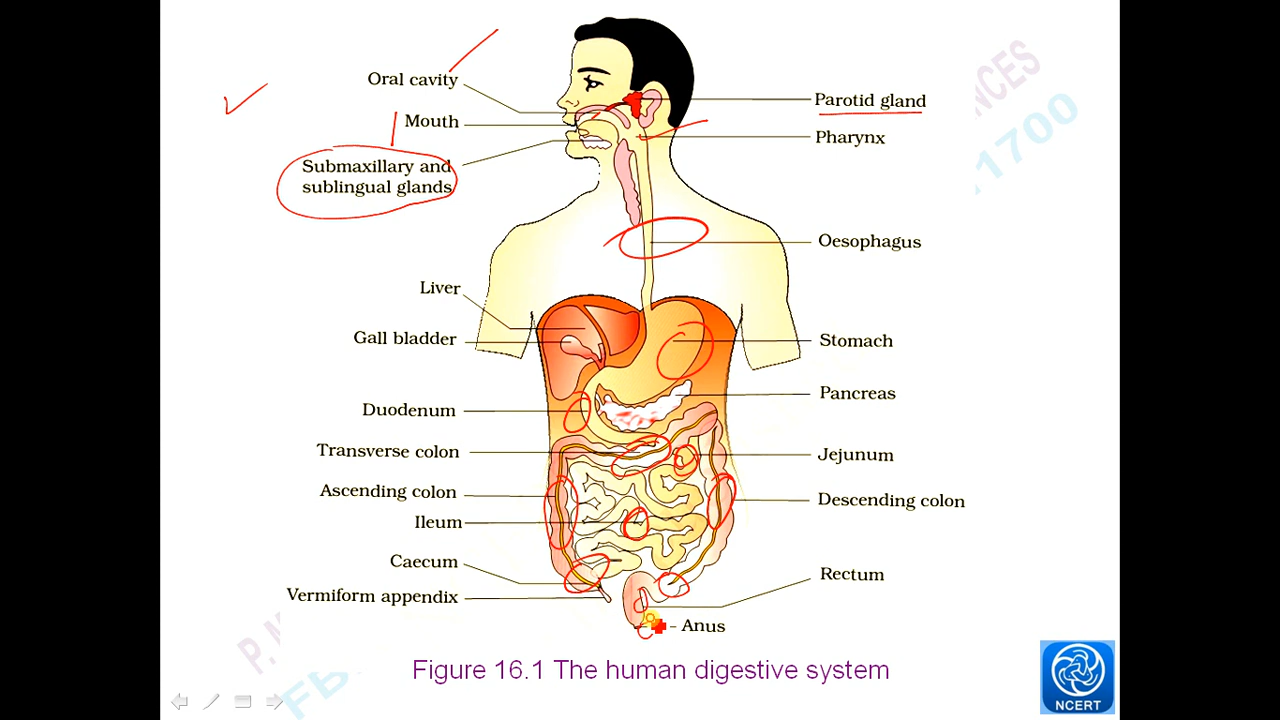 Oral cavity
Mouth
Submaxillary and
sublingual glands
Liver
Gall bladder
Duodenum
Transverse colon
Ascending colon
Ileum
Caecum
Vermiform appendix
Parotid gland
Pharynx
Oesophagus
Stomach
Pancreas
Jejunum
Descending colon
Rectum
Anus
Figure 16.1 The human digestive system
NCERT